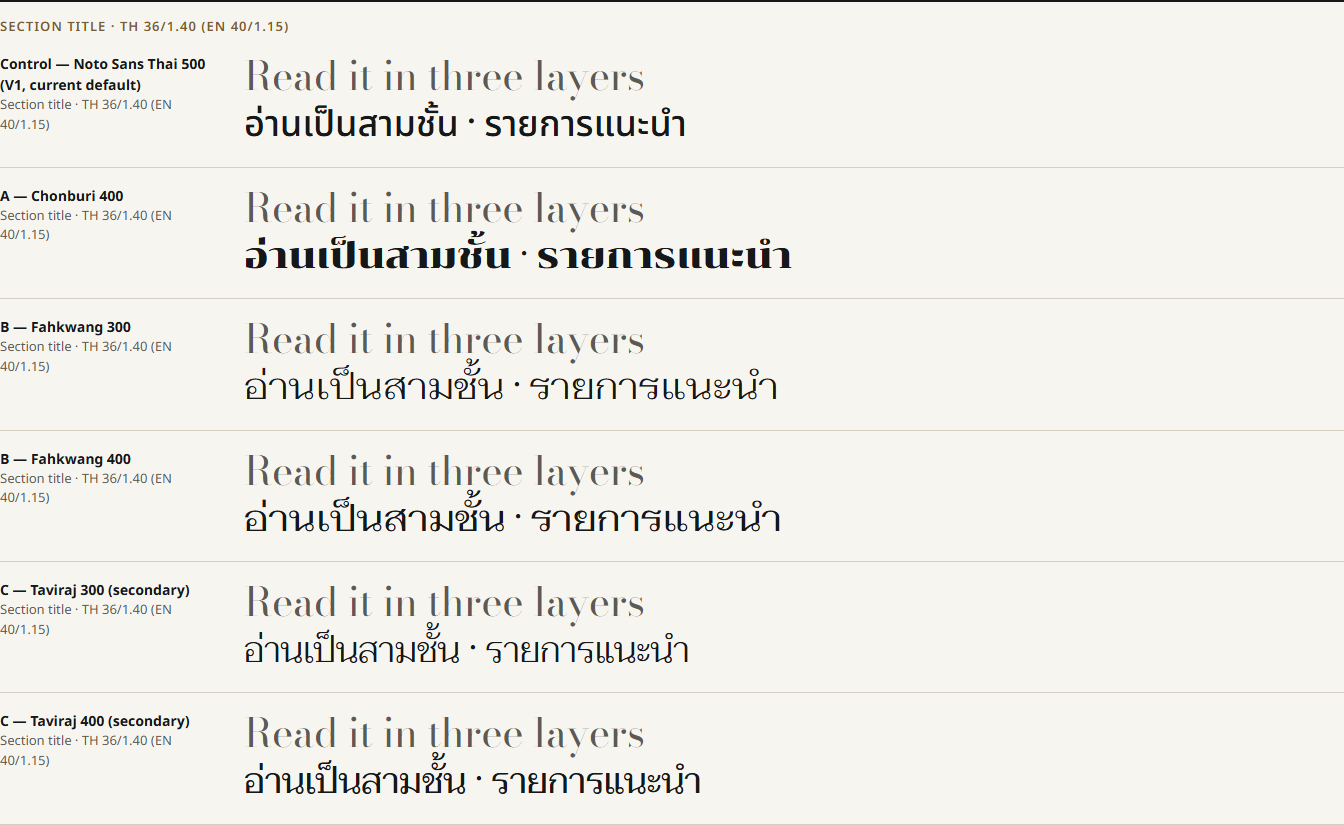 SECTION TITLE · TH 36/1.40 (EN 40/1.15)
Control — Noto Sans Thai 500
(V1, current default)
Section title · TH 36/1.40 (EN
40/1.15)
Read it in three layers
อ่านเป็นสามชั้น · รายการแนะนำ
A — Chonburi 400
Section title · TH 36/1.40 (EN
40/1.15)
Read it in three layers
อ่านเป็นสามชั้น · รายการแนะนำ
B — Fahkwang 300
Section title · TH 36/1.40 (EN
40/1.15)
Read it in three layers
อ่านเป็นสามชั้น · รายการแนะนำ
B — Fahkwang 400
Section title · TH 36/1.40 (EN
40/1.15)
Read it in three layers
อ่านเป็นสามชั้น · รายการแนะนำ
C — Taviraj 300 (secondary)
Section title · TH 36/1.40 (EN
40/1.15)
Read it in three layers
อ่านเป็นสามชั้น · รายการแนะนำ
C — Taviraj 400 (secondary)
Section title · TH 36/1.40 (EN
40/1.15)
Read it in three layers
อ่านเป็นสามชั้น · รายการแนะนำ